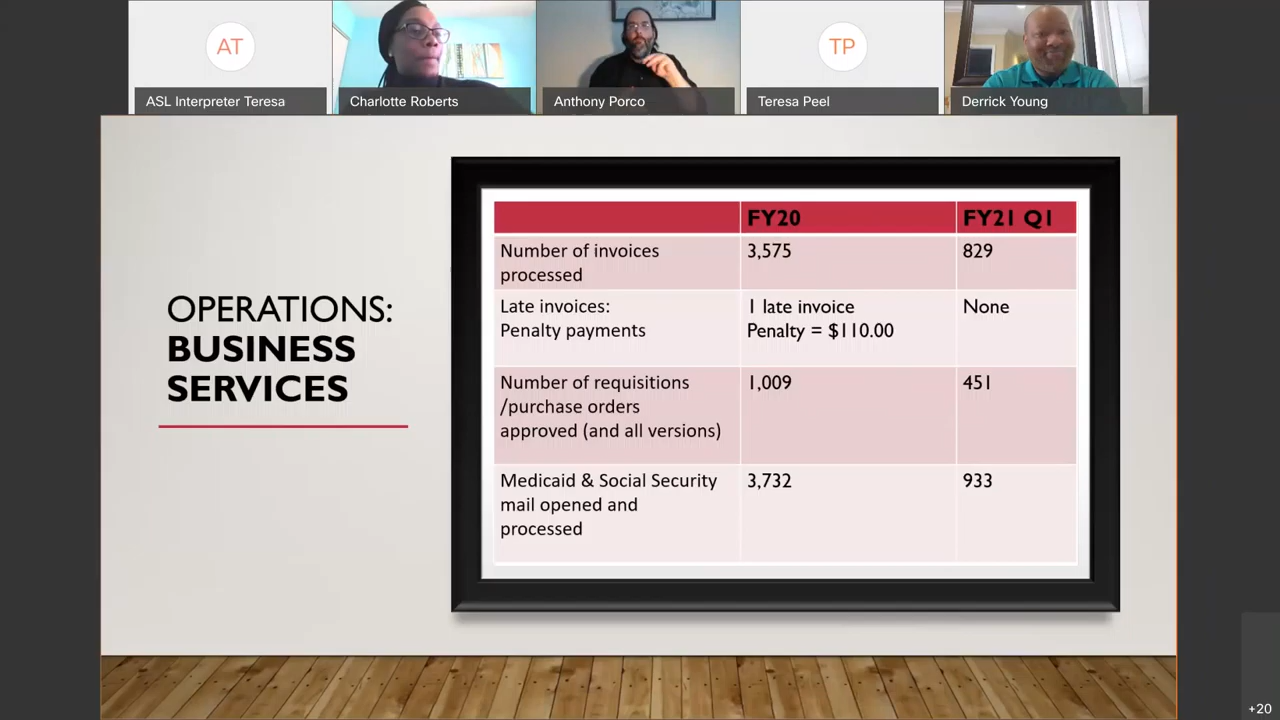 AT
TP
ASL Interpreter Teresa
Charlotte Roberts
Anthony Porco
Teresa Peel
Derrick Young
OPERATIONS:
BUSINESS
SERVICES
FY20
FY21 Q1
Number of invoices
processed
3,575
829
Late invoices:
Penalty payments
1 late invoice
Penalty = $110.00
None
Number of requisitions
/purchase orders
approved (and all versions)
1,009
451
Medicaid & Social Security
mail opened and
processed
3,732
933
+20